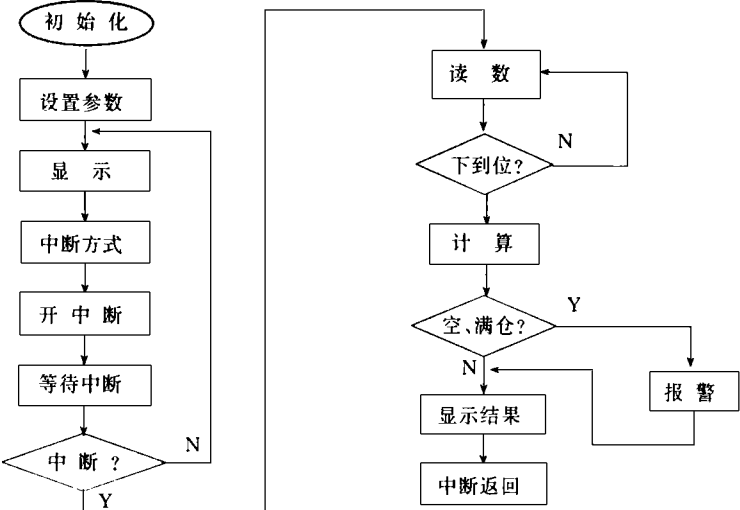 初始化
设置参数
显示
中断方式
开中断
等待中断
中断?
N
Y
读数
下到位?
N
计算
空、满仓?
Y
N
报警
显示结果
中断返回